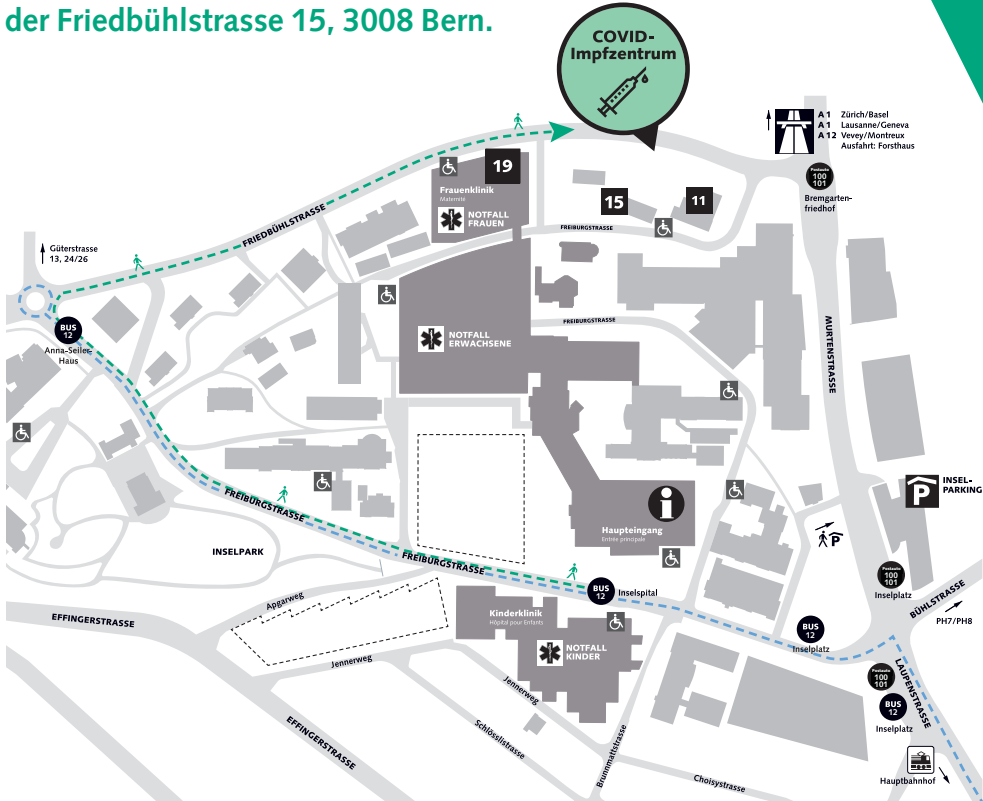 der Friedbühlstrasse 15, 3008 Bern.
COVID-
Impfzentrum
A 1 Zürich/Basel
A 1 Lausanne/Geneva
A 12 Vevey/Montreux
Ausfahrt: Forsthaus
Postauto
100
101
Bremgarten-
friedhof
19
Frauenklinik
Maternité
NOTFALL
FRAUEN
15
11
FREIBURGSTRASSE
FRIEDBÜHLSTRASSE
Güterstrasse
13, 24/26
BUS
12
Anna-Seiler-
Haus
NOTFALL
ERWACHSENE
FREIBURGSTRASSE
MURTENSTRASSE
P
INSEL-
PARKING
FREIBURGSTRASSE
i
Haupteingang
Entrée principale
P
INSELPARK
FREIBURGSTRASSE
BUS
12
Inselspital
Postauto
100
101
Inselplatz
BÜHLSTRASSE
PH7/PH8
Apgarweg
EFFINGERSTRASSE
Kinderklinik
Hôpital pour Enfants
NOTFALL
KINDER
BUS
12
Inselplatz
Jennerweg
Jennerweg
Postauto
100
101
BUS
12
Inselplatz
LAUPENSTRASSE
EFFINGERSTRASSE
Schlösslistrasse
Brunnmattstrasse
Choisystrasse
Hauptbahnhof